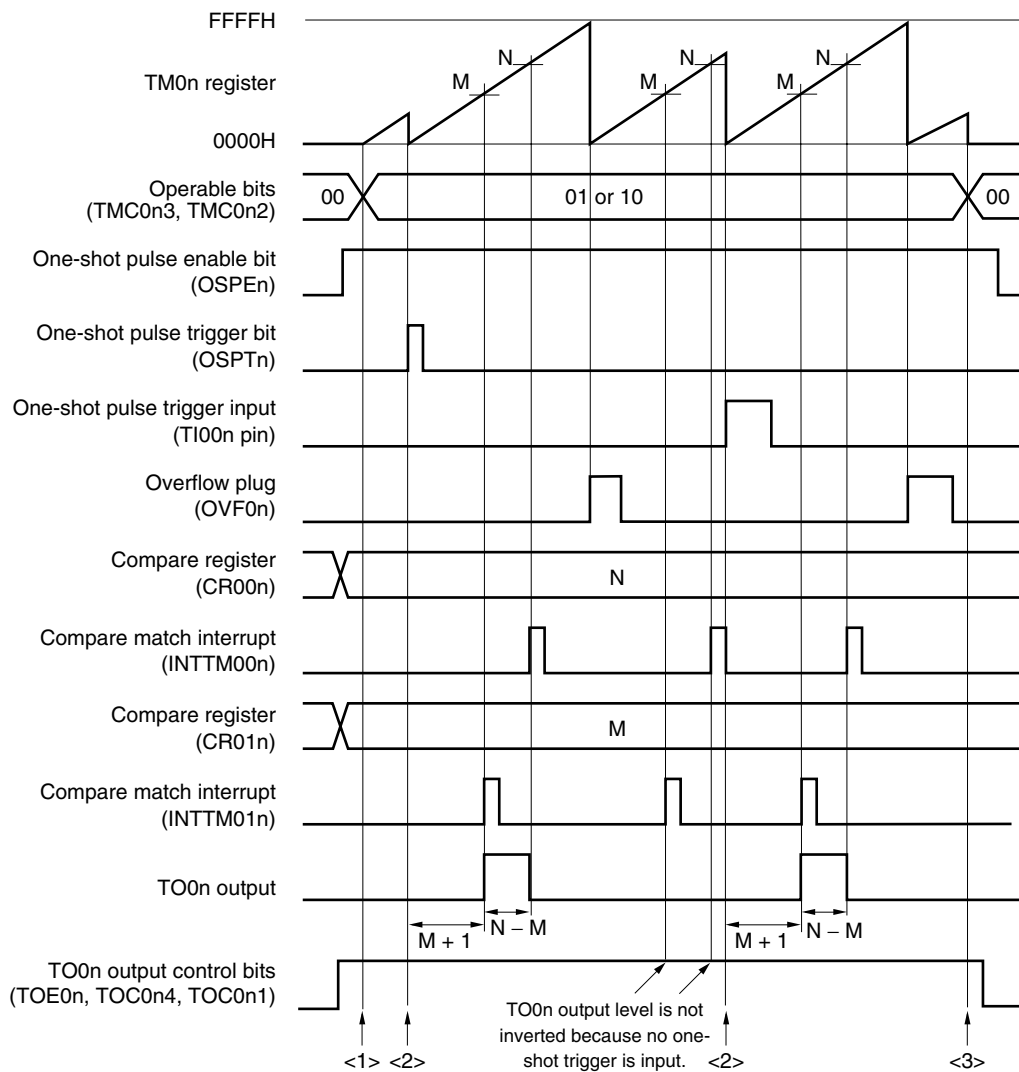 FFFFH
TM0n register
0000H
M
N
M
N
M
N
Operable bits
(TMC0n3, TMC0n2)
00
01 or 10
00
One-shot pulse enable bit
(OSPEn)
One-shot pulse trigger bit
(OSPTn)
One-shot pulse trigger input
(TI00n pin)
Overflow plug
(OVF0n)
Compare register
(CR00n)
N
Compare match interrupt
(INTTM00n)
Compare register
(CR01n)
M
Compare match interrupt
(INTTM01n)
TO0n output
M + 1
N − M
M + 1
N − M
TO0n output control bits
(TOE0n, TOC0n4, TOC0n1)
TO0n output level is not
inverted because no one-
shot trigger is input.
<1>
<2>
<2>
<3>